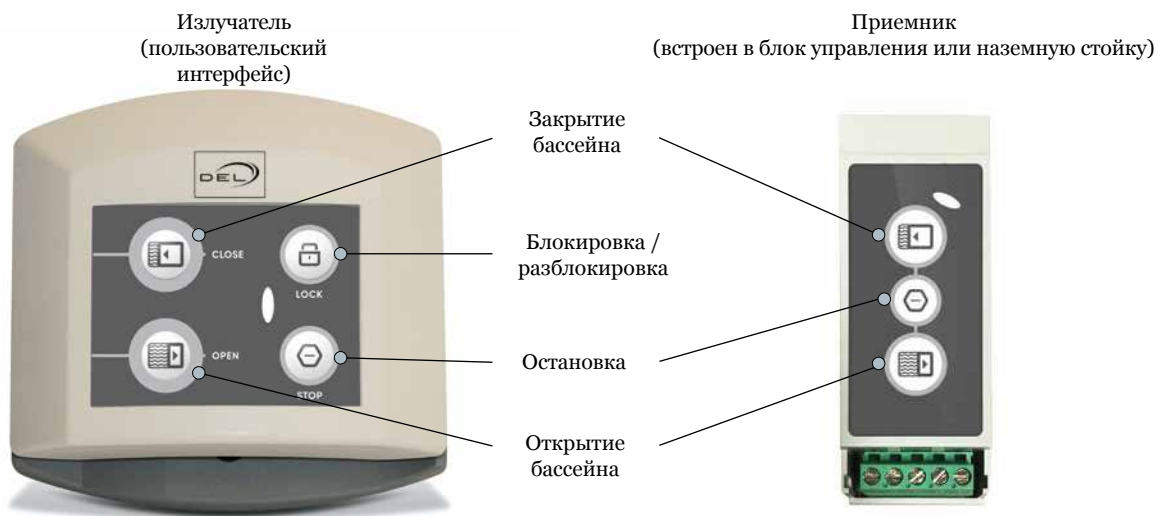 Излучатель
(пользовательский
интерфейс)
Приемник
(встроен в блок управления или наземную стойку)
Закрытие
бассейна
DEL
CLOSE
Блокировка /
разблокировка
LOCK
OPEN
Остановка
STOP
Открытие
бассейна